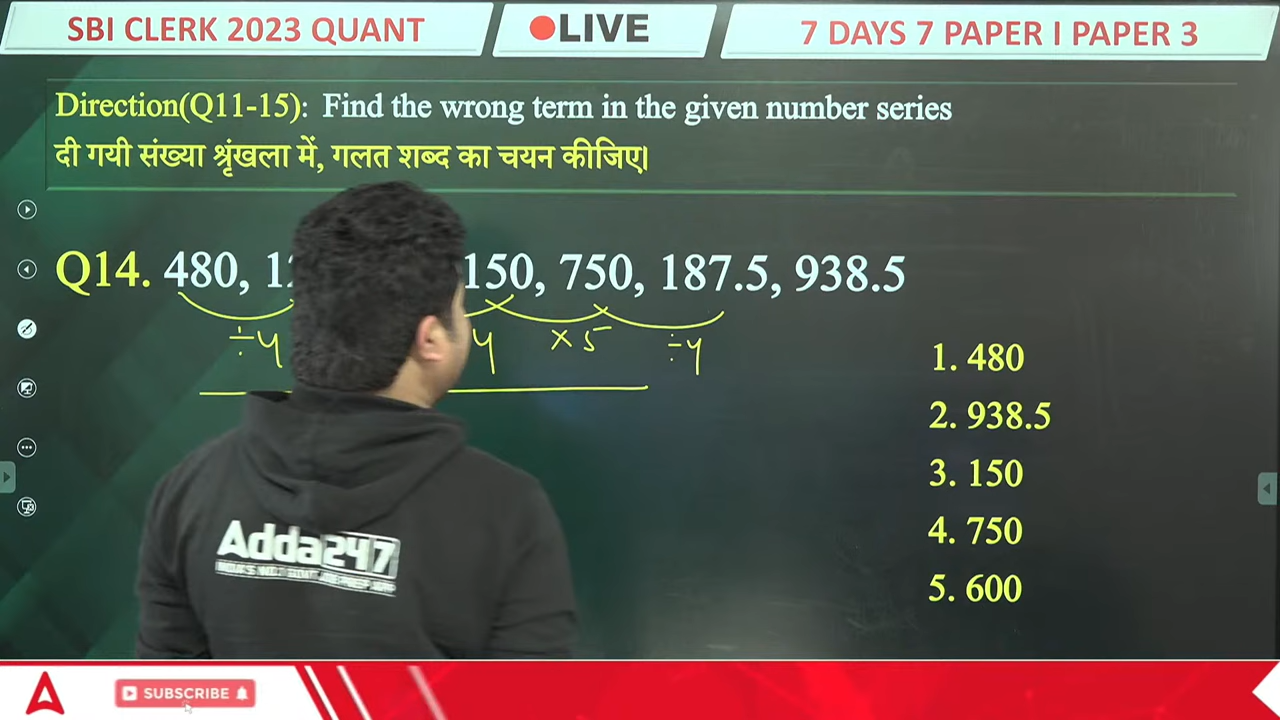 SBI CLERK 2023 QUANT
LIVE
7 DAYS 7 PAPER I PAPER 3
Direction(Q11-15): Find the wrong term in the given number series
दी गयी संख्या श्रृंखला में, गलत शब्द का चयन कीजिए।
Q14. 480, 150, 750, 187.5, 938.5
÷4 4 ×5 ÷4
1. 480
2. 938.5
3. 150
4. 750
5. 600
Adda247
SUBSCRIBE